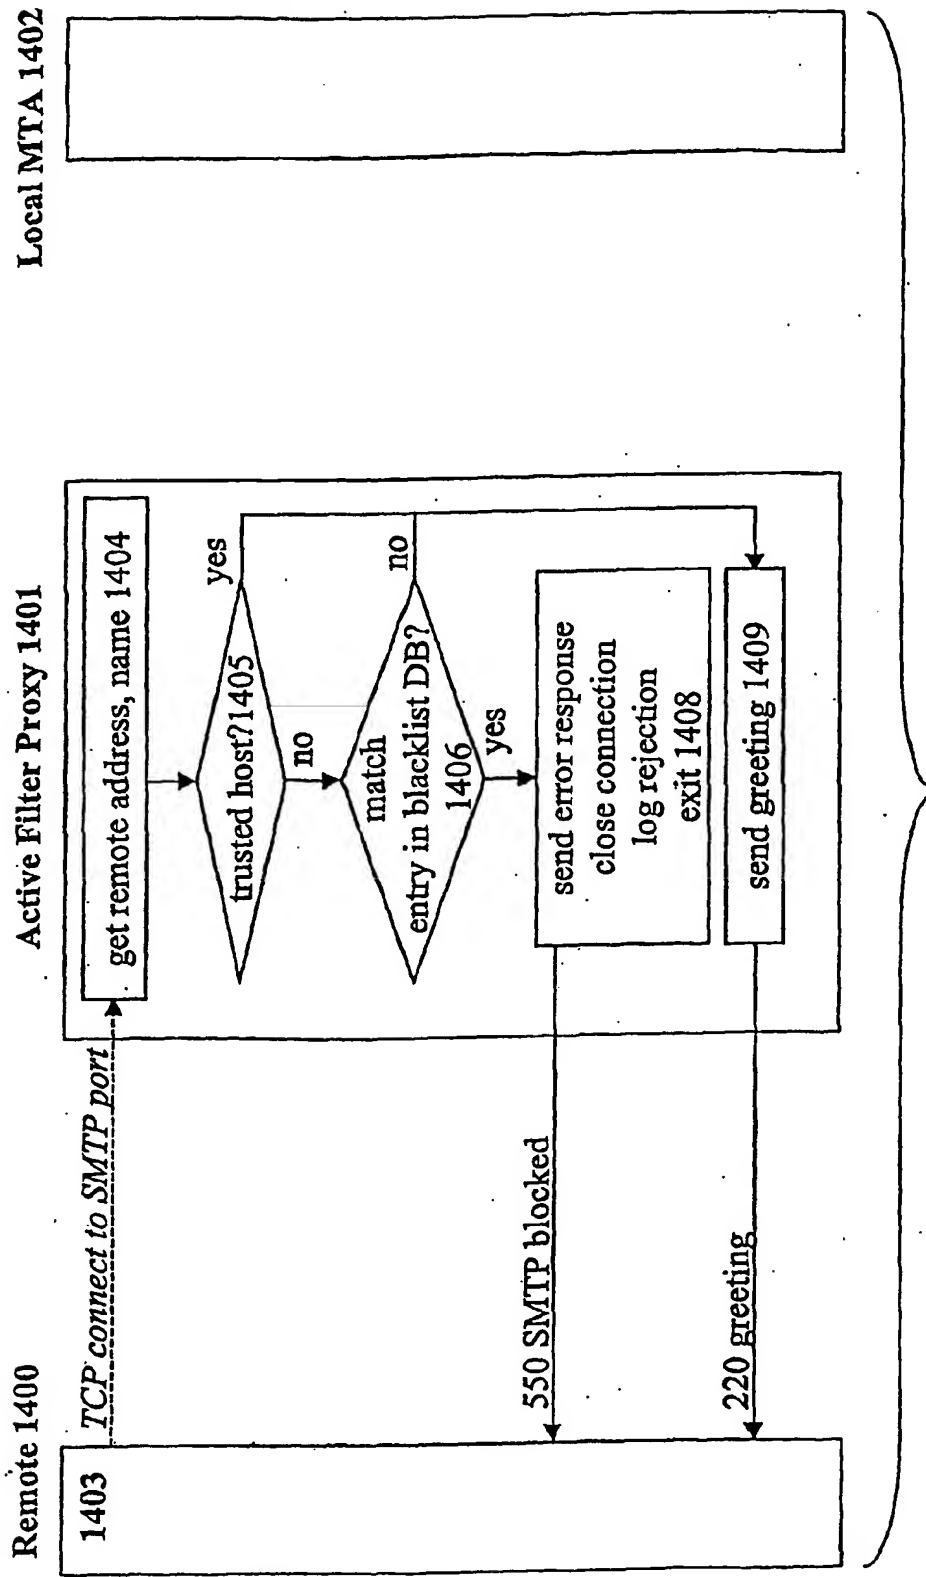 Remote 1400
Active Filter Proxy 1401
Local MTA 1402
1403
TCP connect to SMTP port
get remote address, name 1404
trusted host?1405
yes
no
match
entry in blacklist DB?
1406
no
yes
send error response
close connection
log rejection
exit 1408
550 SMTP blocked
send greeting 1409
220 greeting